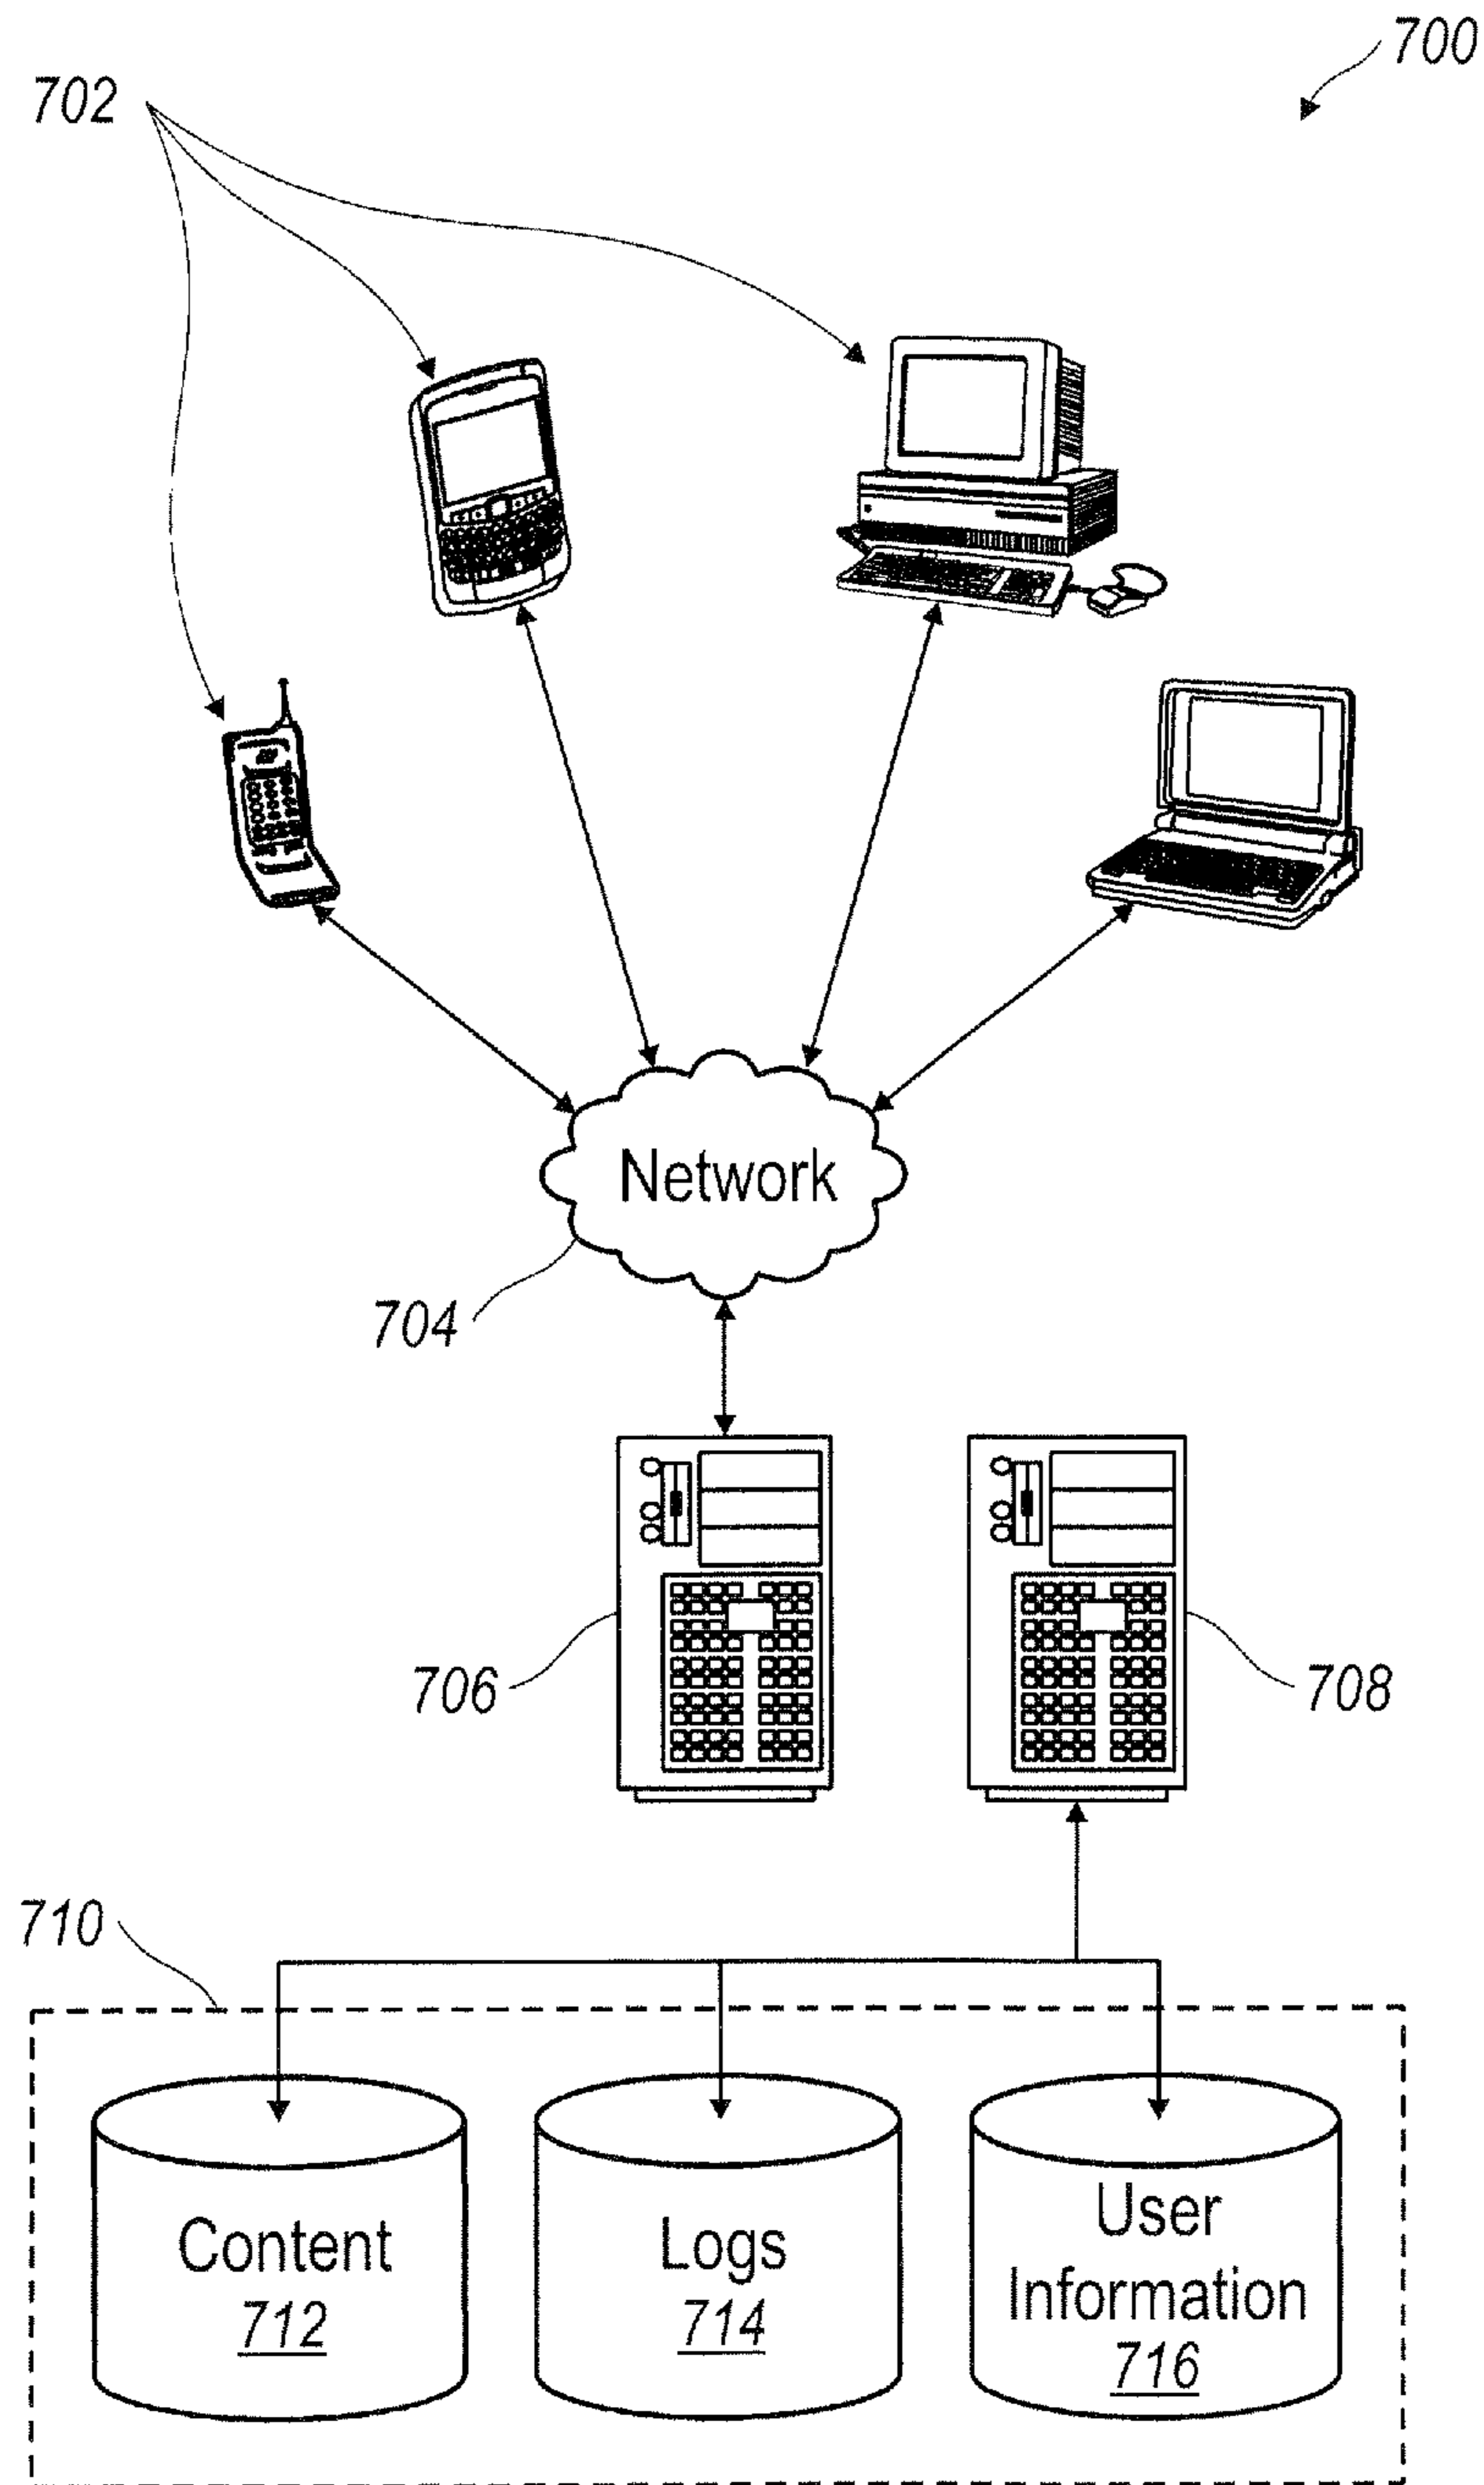 700
702
Network
704
706
708
710
Content
712
Logs
714
User
Information
716